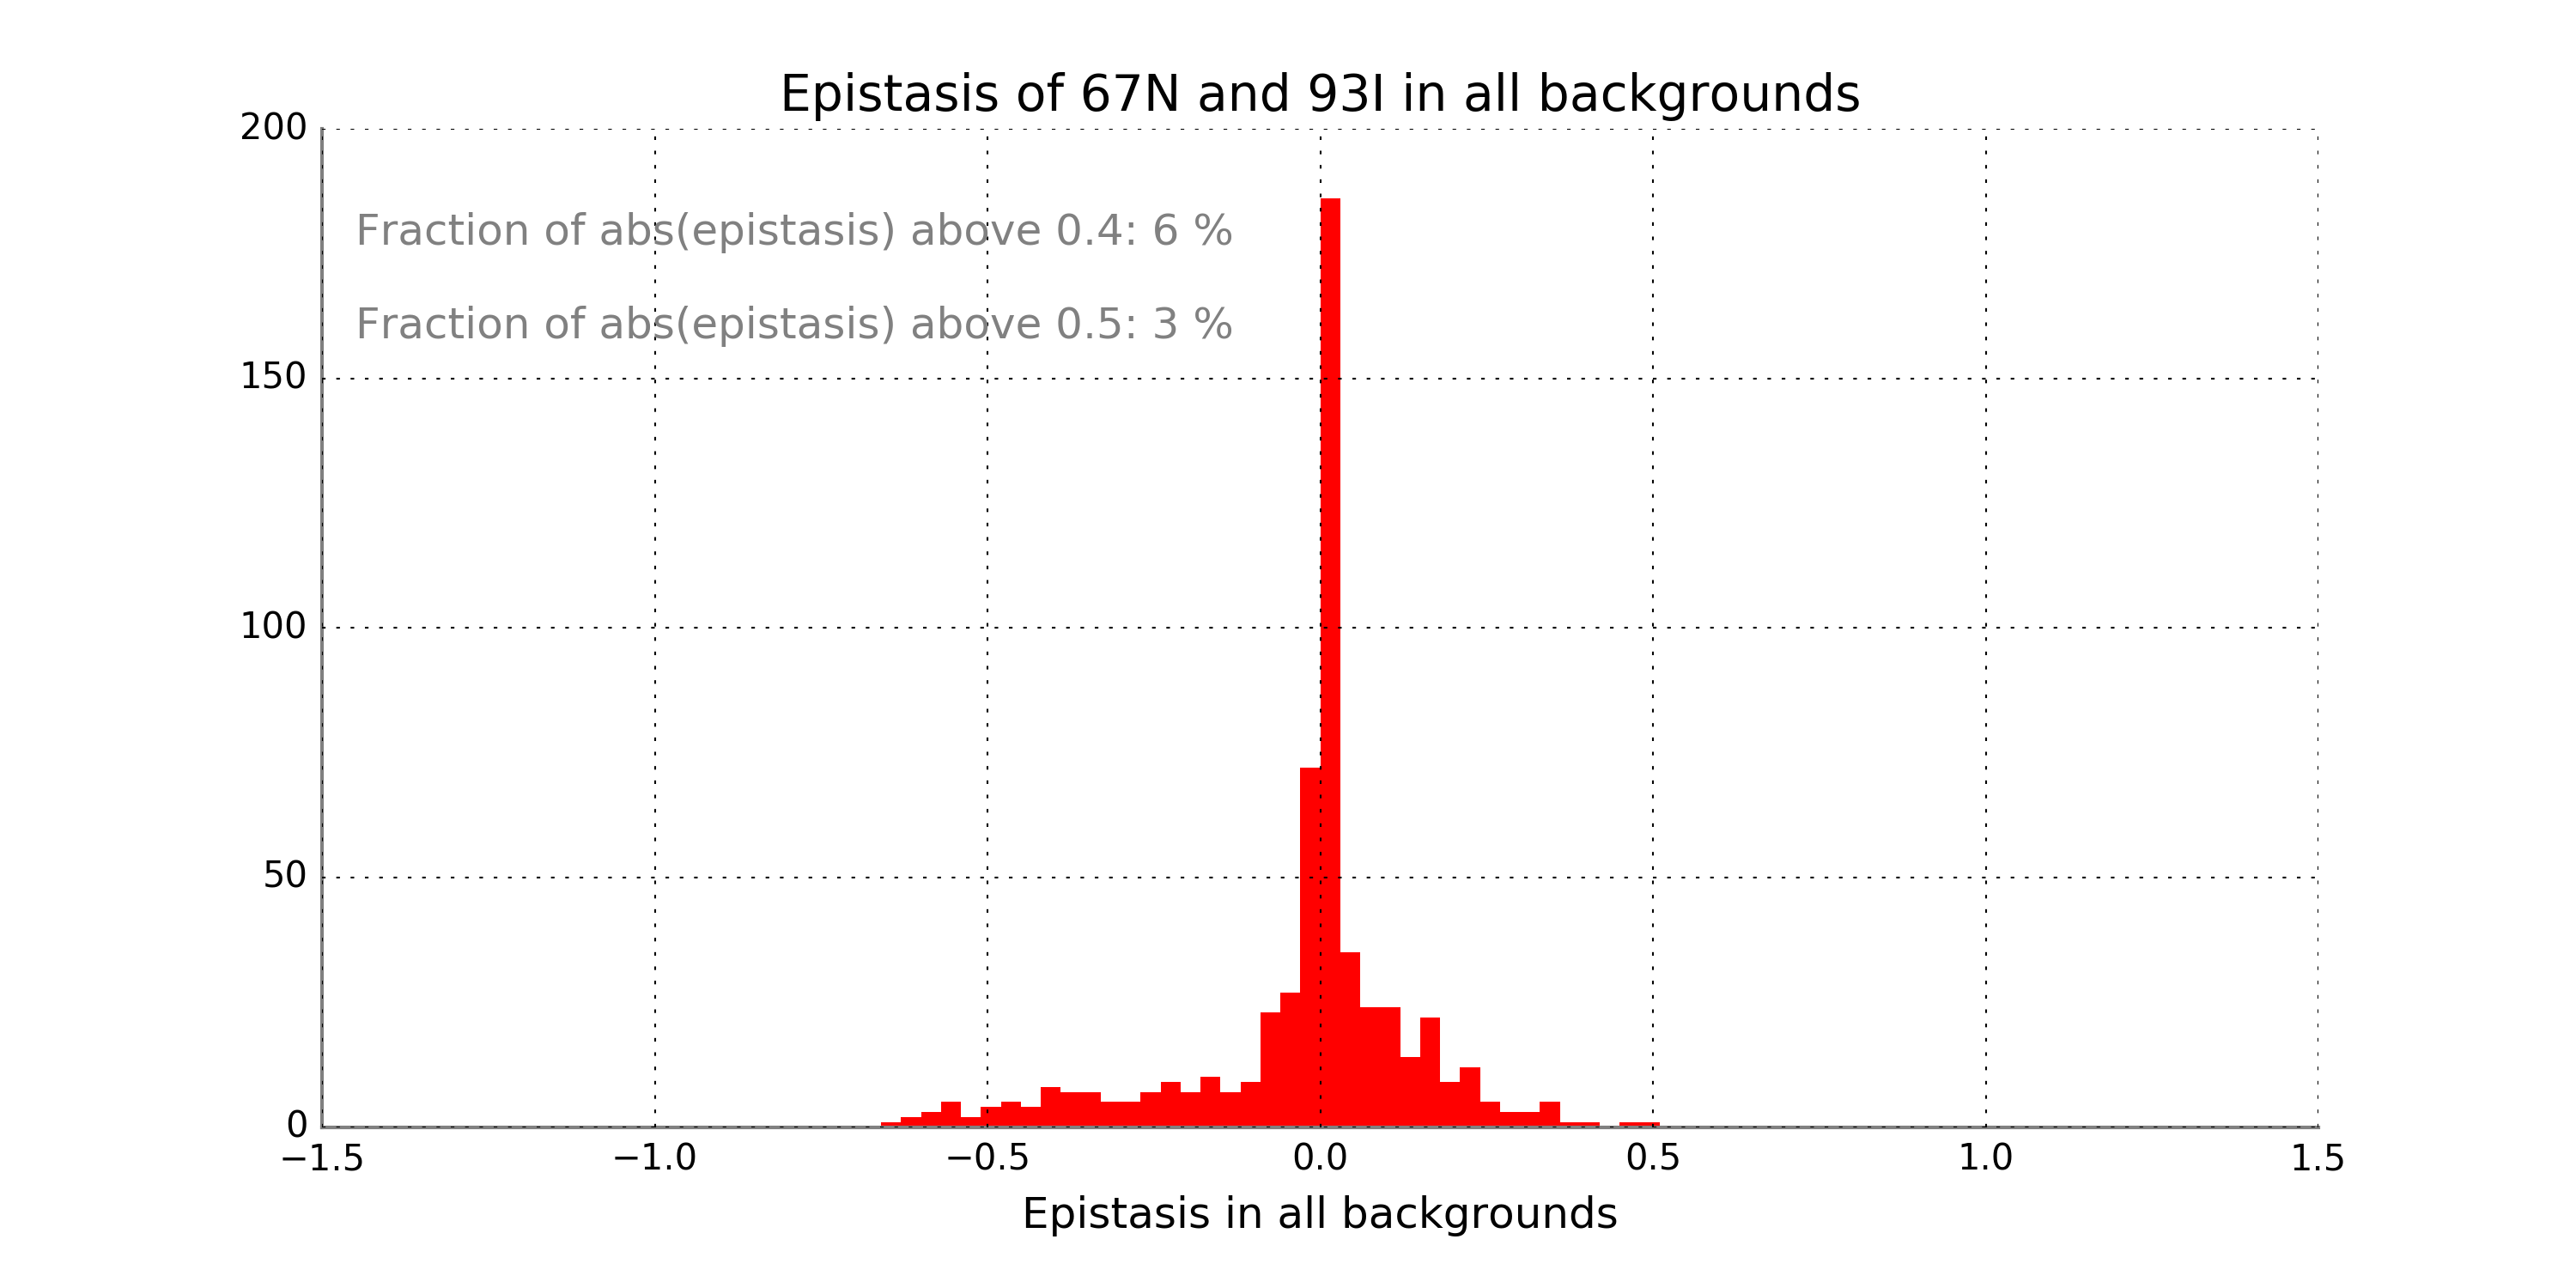 Epistasis of 67N and 93I in all backgrounds
200
Fraction of abs(epistasis) above 0.4: 6 %
Fraction of abs(epistasis) above 0.5: 3 %
150
100
50
0
−1.5 −1.0 −0.5 0.0 0.5 1.0 1.5
Epistasis in all backgrounds